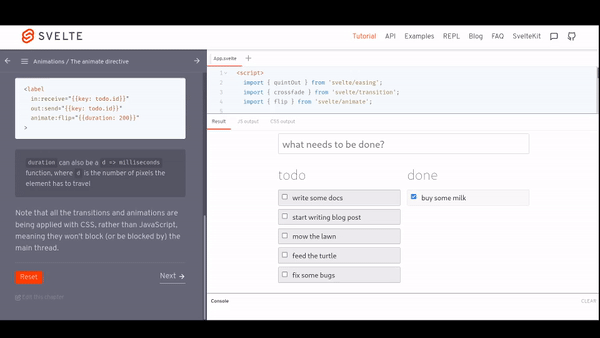 SVELTE
Tutorial API Examples REPL Blog FAQ SvelteKit
Animations / The animate directive
<label
in:receive="{{key: todo.id}}"
out:send="{{key: todo.id}}"
animate:flip="{{duration: 200}}"
>
duration can also be a d => milliseconds
function, where d is the number of pixels the
element has to travel
Note that all the transitions and animations are
being applied with CSS, rather than JavaScript,
meaning they won't block (or be blocked by) the
main thread.
Reset
Next
Edit this chapter
App.svelte
1 <script>
2 import { quintOut } from 'svelte/easing';
3 import { crossfade } from 'svelte/transition';
4 import { flip } from 'svelte/animate';
5
Result JS output CSS output
what needs to be done?
todo
write some docs
start writing blog post
mow the lawn
feed the turtle
fix some bugs
done
buy some milk
Console
CLEAR